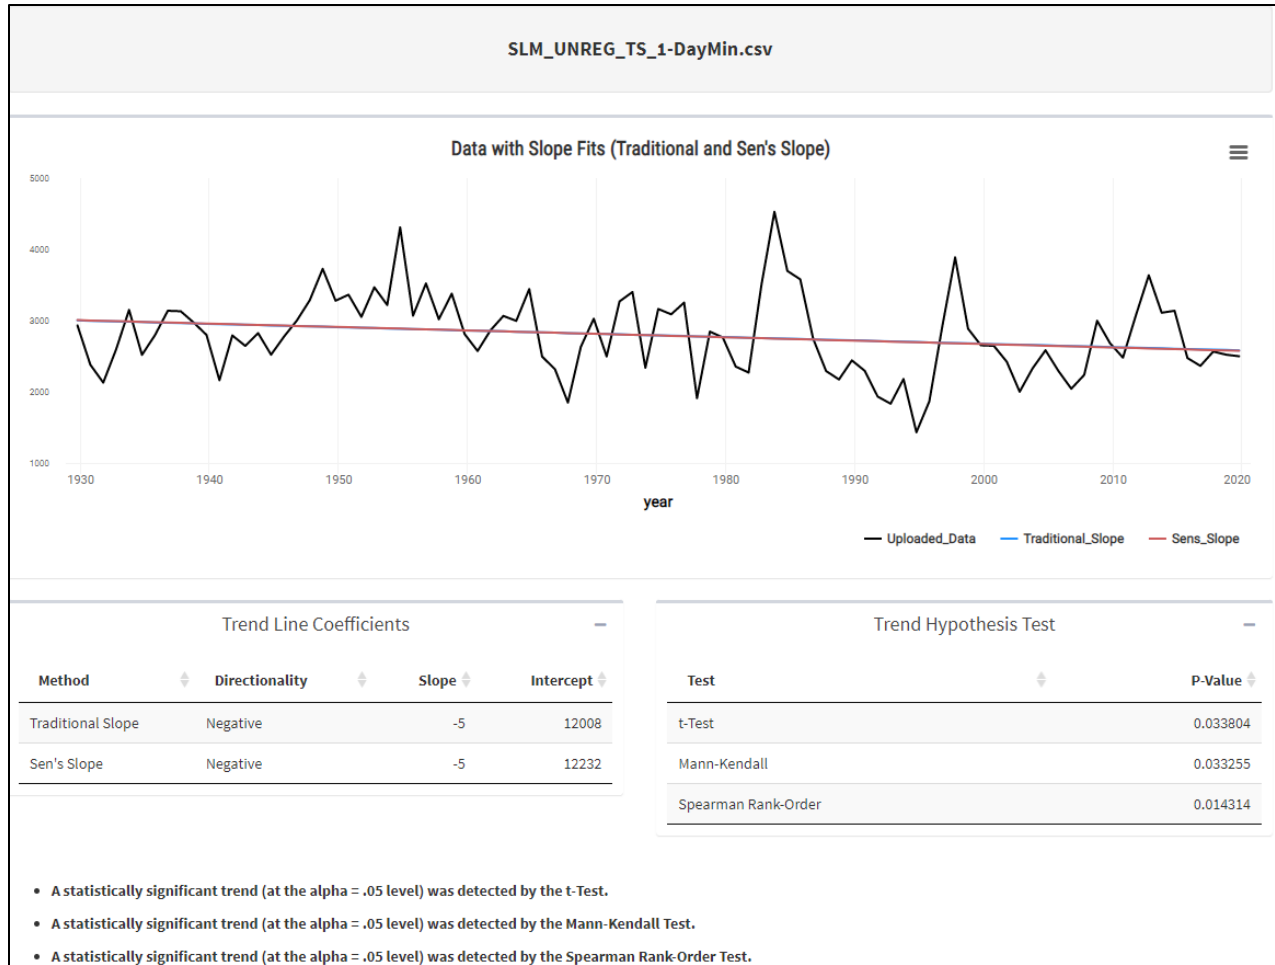 SLM_UNREG_TS_1-DayMin.csv
Data with Slope Fits (Traditional and Sen's Slope)
5000
4000
3000
2000
1000
1930 1940 1950 1960 1970 1980 1990 2000 2010 2020
year
Uploaded_Data Traditional_Slope Sens_Slope
Trend Line Coefficients
Method Directionality Slope Intercept
Traditional Slope Negative -5 12008
Sen's Slope Negative -5 12232
Trend Hypothesis Test
Test P-Value
t-Test 0.033804
Mann-Kendall 0.033255
Spearman Rank-Order 0.014314
• A statistically significant trend (at the alpha = .05 level) was detected by the t-Test.
• A statistically significant trend (at the alpha = .05 level) was detected by the Mann-Kendall Test.
• A statistically significant trend (at the alpha = .05 level) was detected by the Spearman Rank-Order Test.